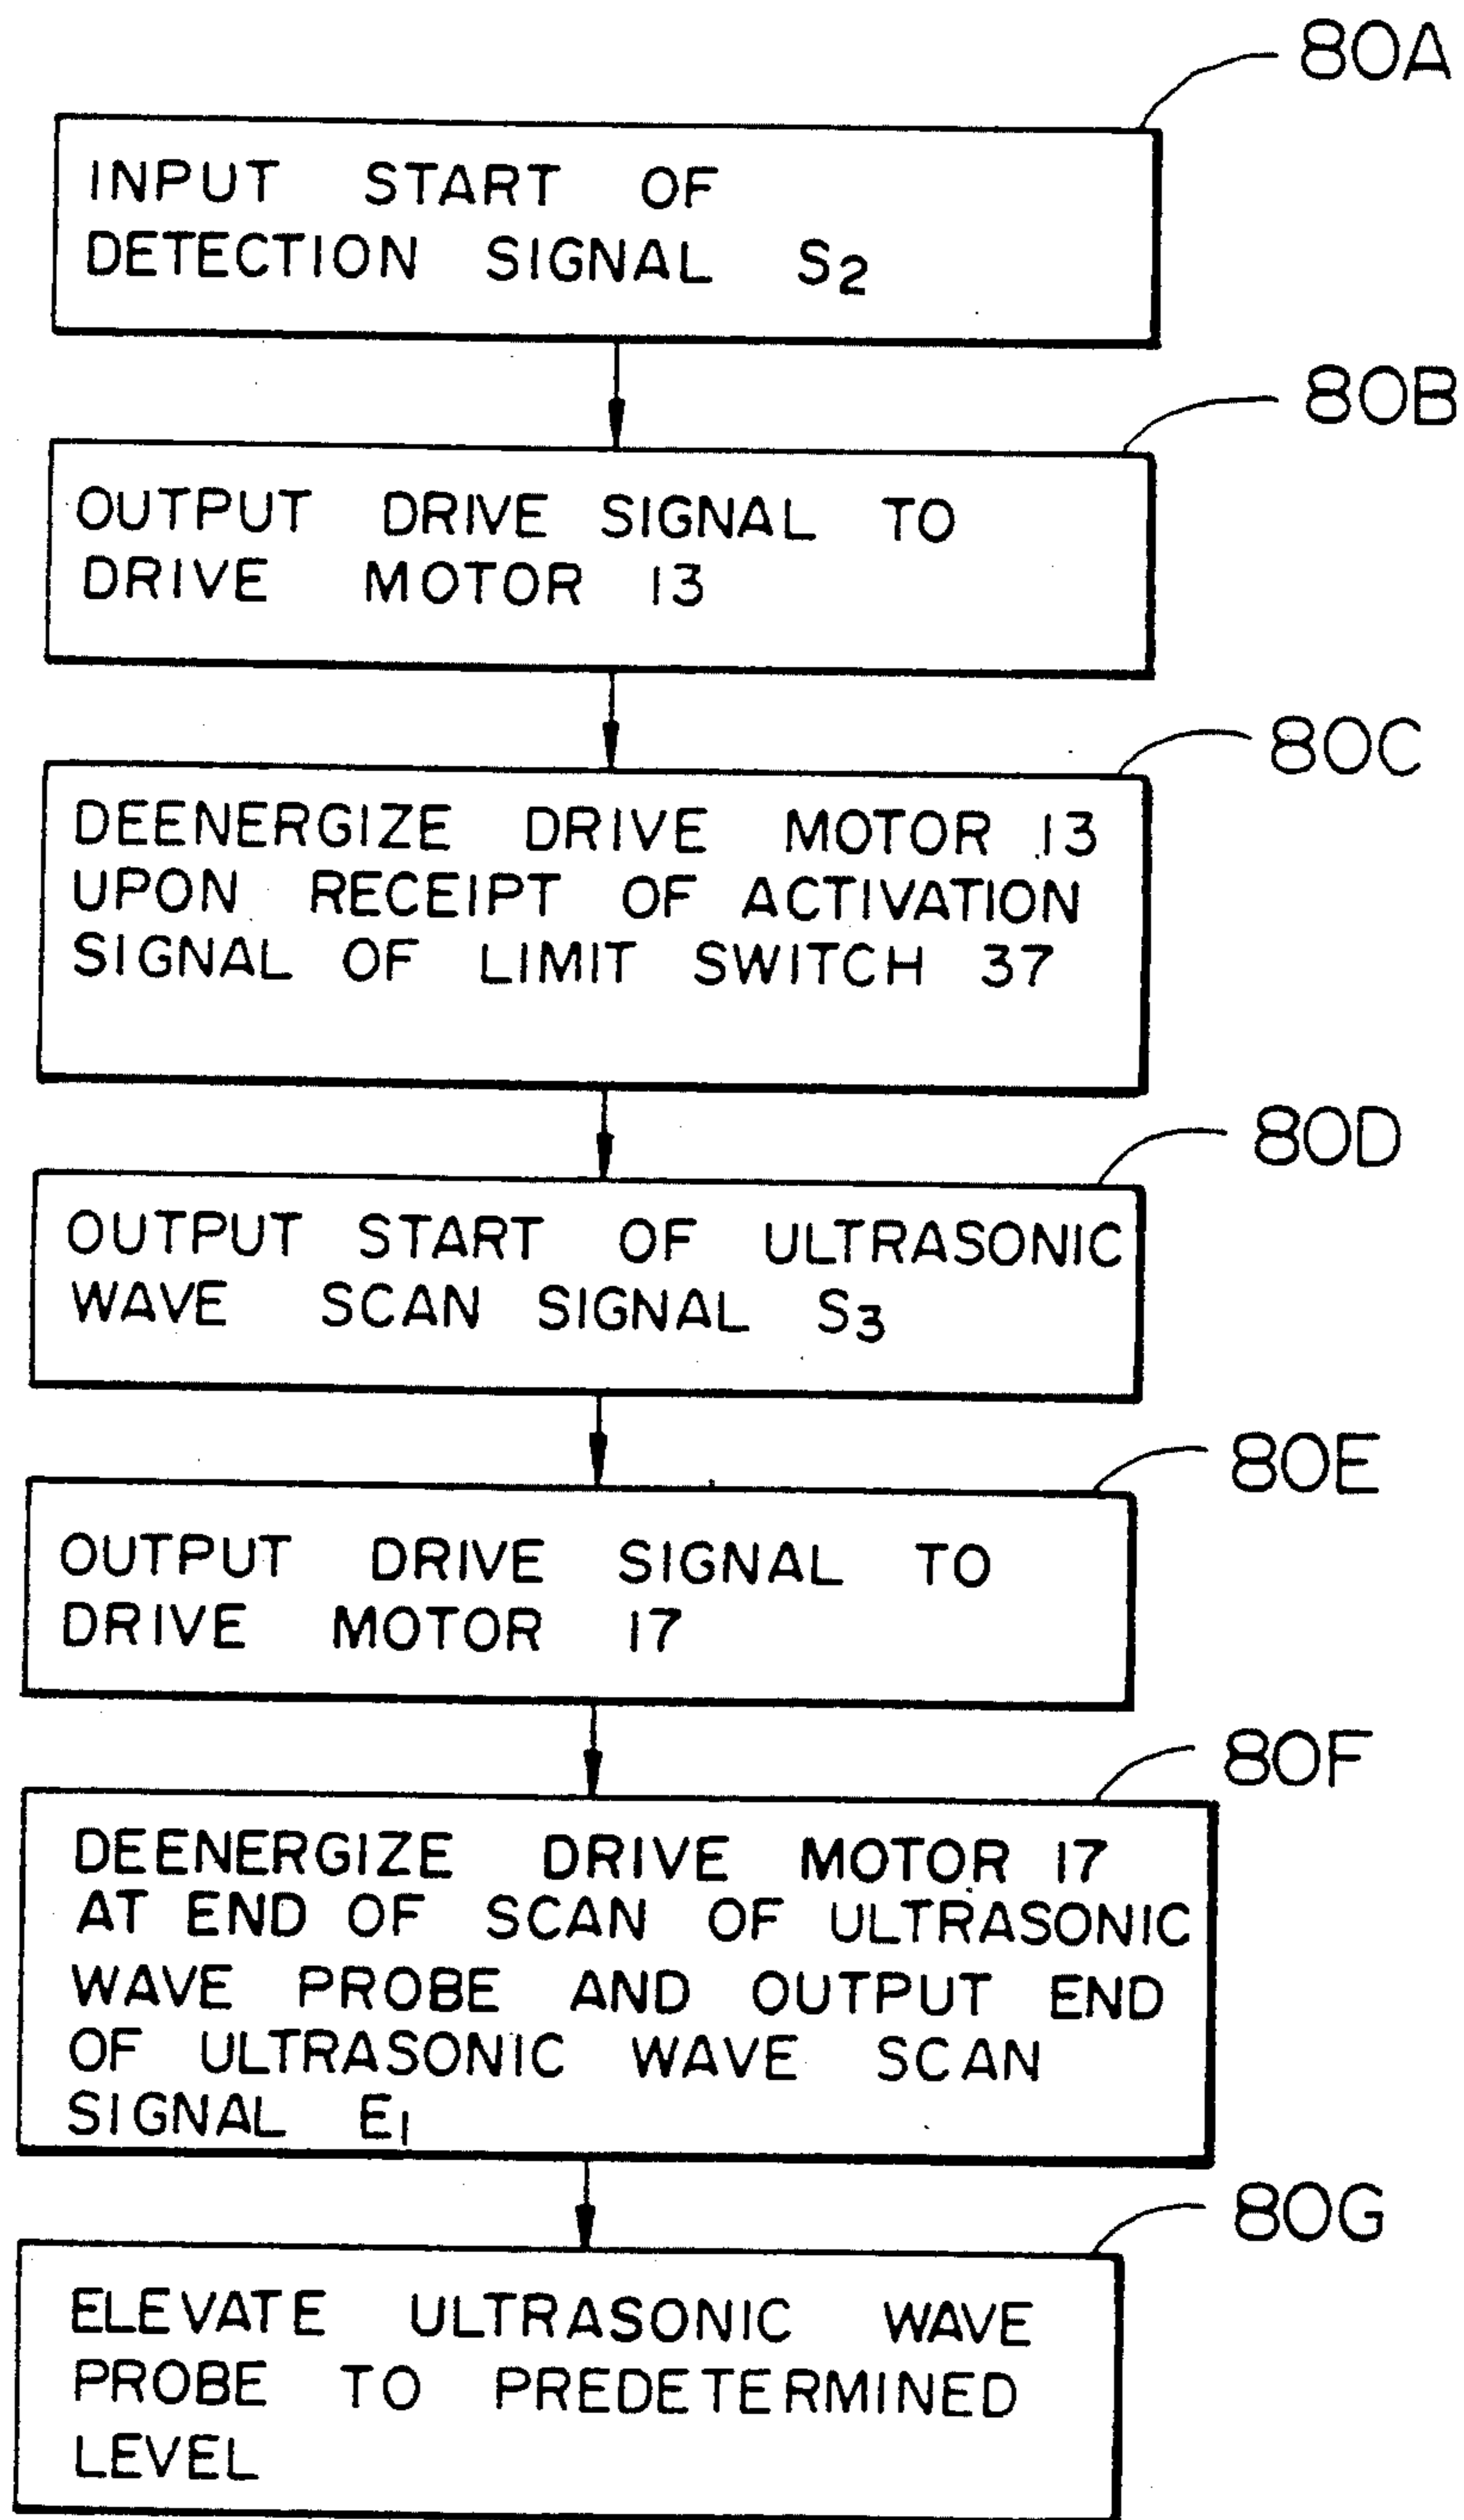 80A
INPUT START OF
DETECTION SIGNAL S2
80B
OUTPUT DRIVE SIGNAL TO
DRIVE MOTOR 13
80C
DEENERGIZE DRIVE MOTOR 13
UPON RECEIPT OF ACTIVATION
SIGNAL OF LIMIT SWITCH 37
80D
OUTPUT START OF ULTRASONIC
WAVE SCAN SIGNAL S3
80E
OUTPUT DRIVE SIGNAL TO
DRIVE MOTOR 17
80F
DEENERGIZE DRIVE MOTOR 17
AT END OF SCAN OF ULTRASONIC
WAVE PROBE AND OUTPUT END
OF ULTRASONIC WAVE SCAN
SIGNAL E1
80G
ELEVATE ULTRASONIC WAVE
PROBE TO PREDETERMINED
LEVEL